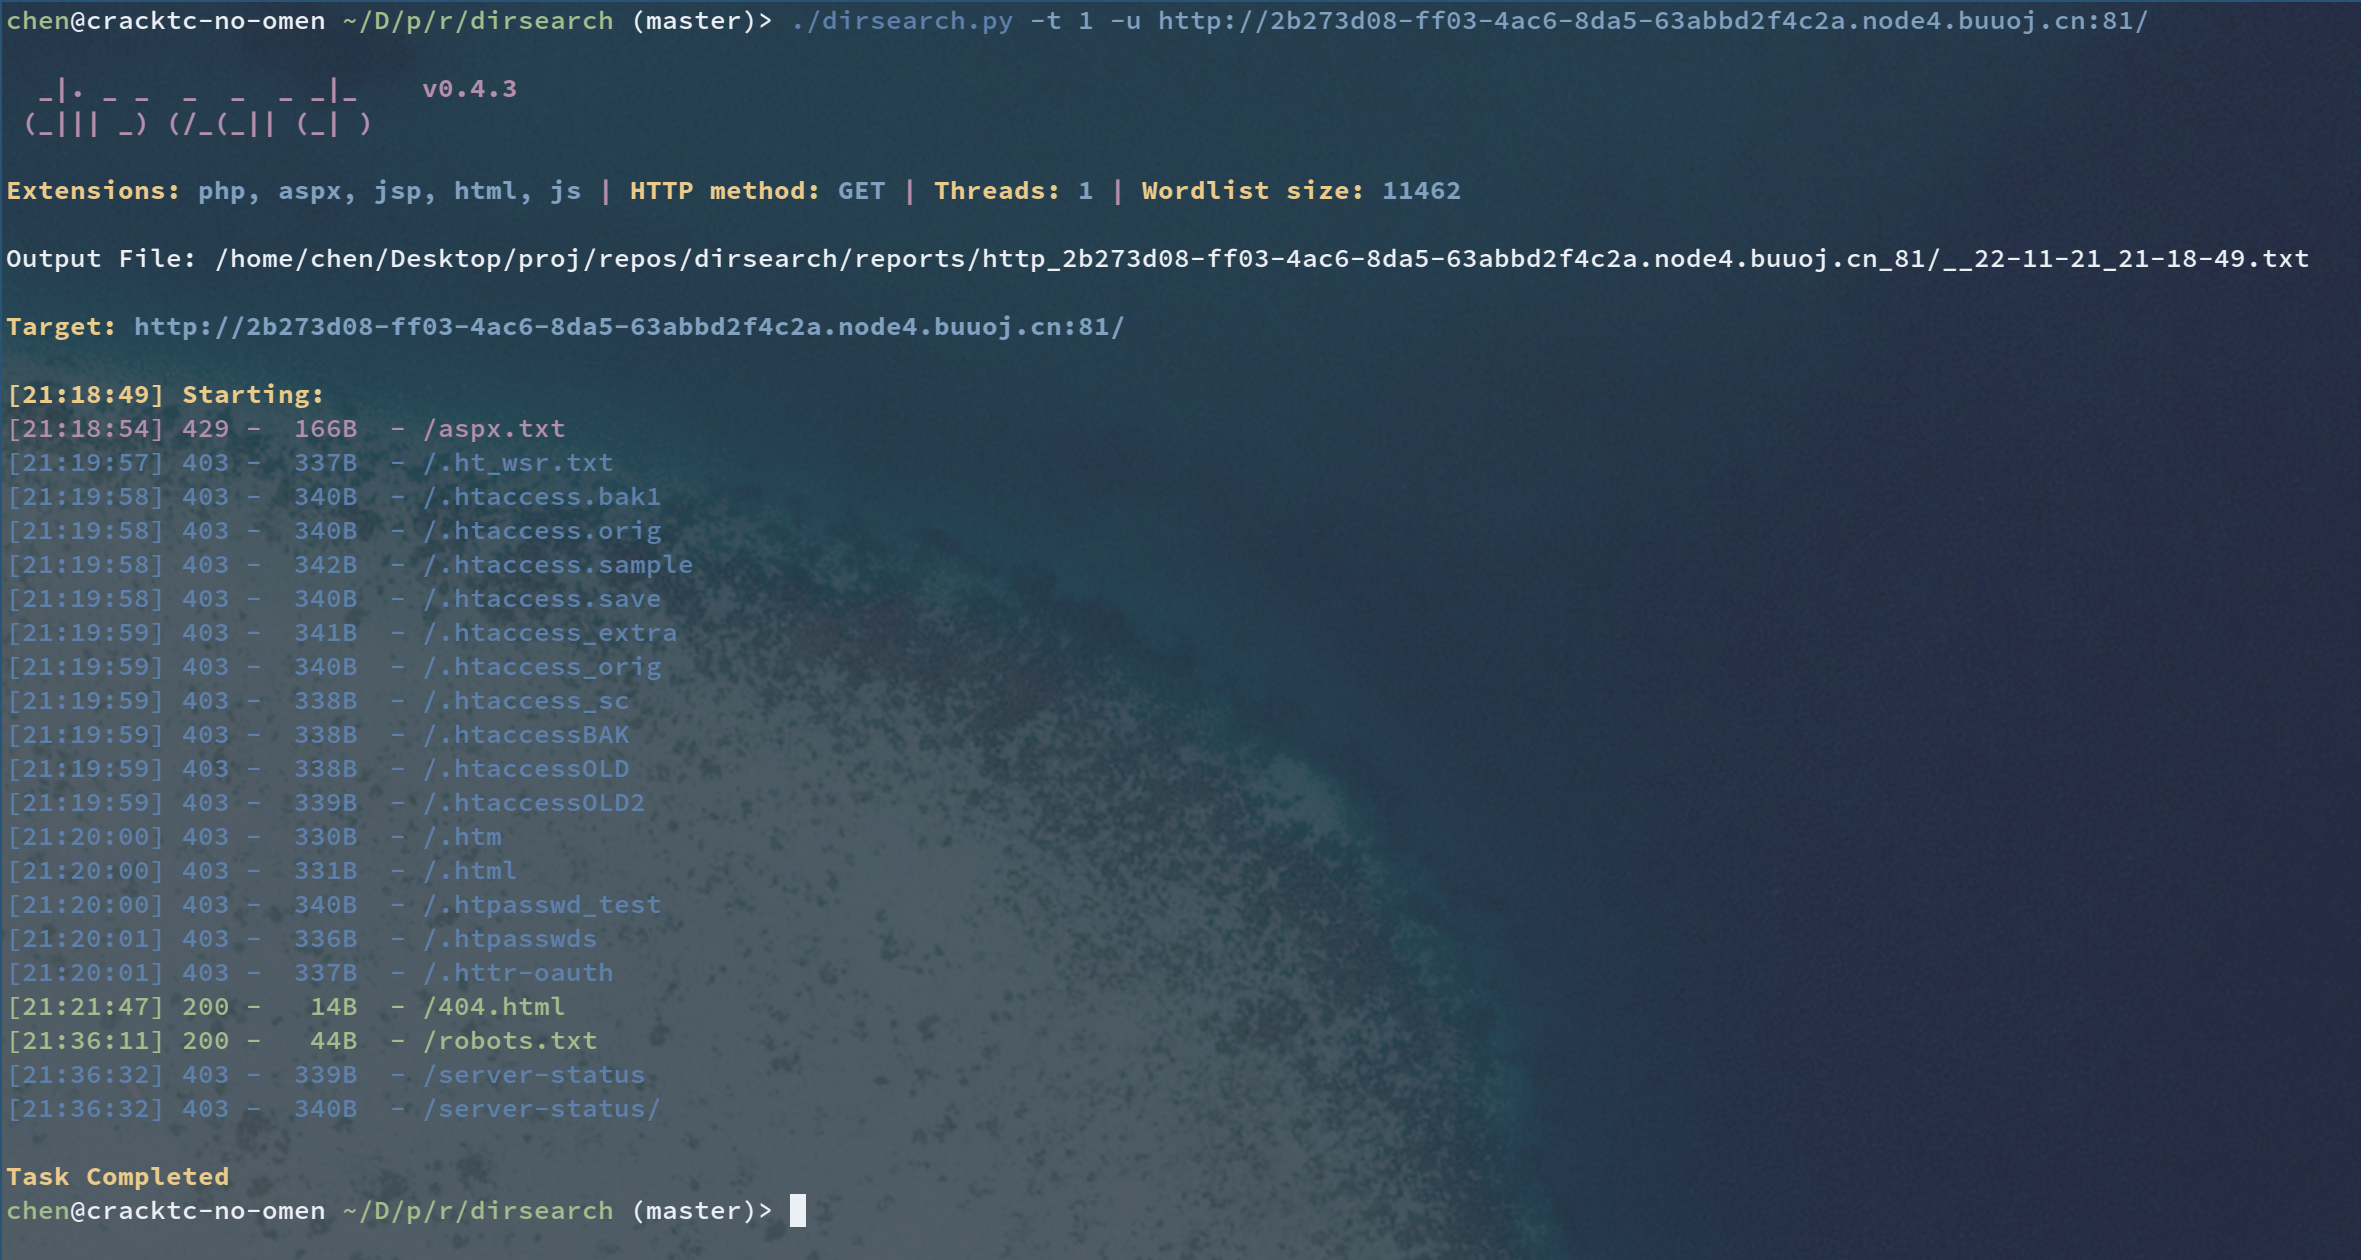 chen@cracktc-no-omen ~/D/p/r/dirsearch (master)> ./dirsearch.py -t 1 -u http://2b273d08-ff03-4ac6-8da5-63abbd2f4c2a.node4.buuoj.cn:81/
  _|. _ _  _  _  _ _|_    v0.4.3
 (_||| _) (/_(_|| (_| )
Extensions: php, aspx, jsp, html, js | HTTP method: GET | Threads: 1 | Wordlist size: 11462
Output File: /home/chen/Desktop/proj/repos/dirsearch/reports/http_2b273d08-ff03-4ac6-8da5-63abbd2f4c2a.node4.buuoj.cn_81/__22-11-21_21-18-49.txt
Target: http://2b273d08-ff03-4ac6-8da5-63abbd2f4c2a.node4.buuoj.cn:81/
[21:18:49] Starting:
[21:18:54] 429 -  166B  - /aspx.txt
[21:19:57] 403 -  337B  - /.ht_wsr.txt
[21:19:58] 403 -  340B  - /.htaccess.bak1
[21:19:58] 403 -  340B  - /.htaccess.orig
[21:19:58] 403 -  342B  - /.htaccess.sample
[21:19:58] 403 -  340B  - /.htaccess.save
[21:19:59] 403 -  341B  - /.htaccess_extra
[21:19:59] 403 -  340B  - /.htaccess_orig
[21:19:59] 403 -  338B  - /.htaccess_sc
[21:19:59] 403 -  338B  - /.htaccessBAK
[21:19:59] 403 -  338B  - /.htaccessOLD
[21:19:59] 403 -  339B  - /.htaccessOLD2
[21:20:00] 403 -  330B  - /.htm
[21:20:00] 403 -  331B  - /.html
[21:20:00] 403 -  340B  - /.htpasswd_test
[21:20:01] 403 -  336B  - /.htpasswds
[21:20:01] 403 -  337B  - /.httr-oauth
[21:21:47] 200 -   14B  - /404.html
[21:36:11] 200 -   44B  - /robots.txt
[21:36:32] 403 -  339B  - /server-status
[21:36:32] 403 -  340B  - /server-status/
Task Completed
chen@cracktc-no-omen ~/D/p/r/dirsearch (master)>